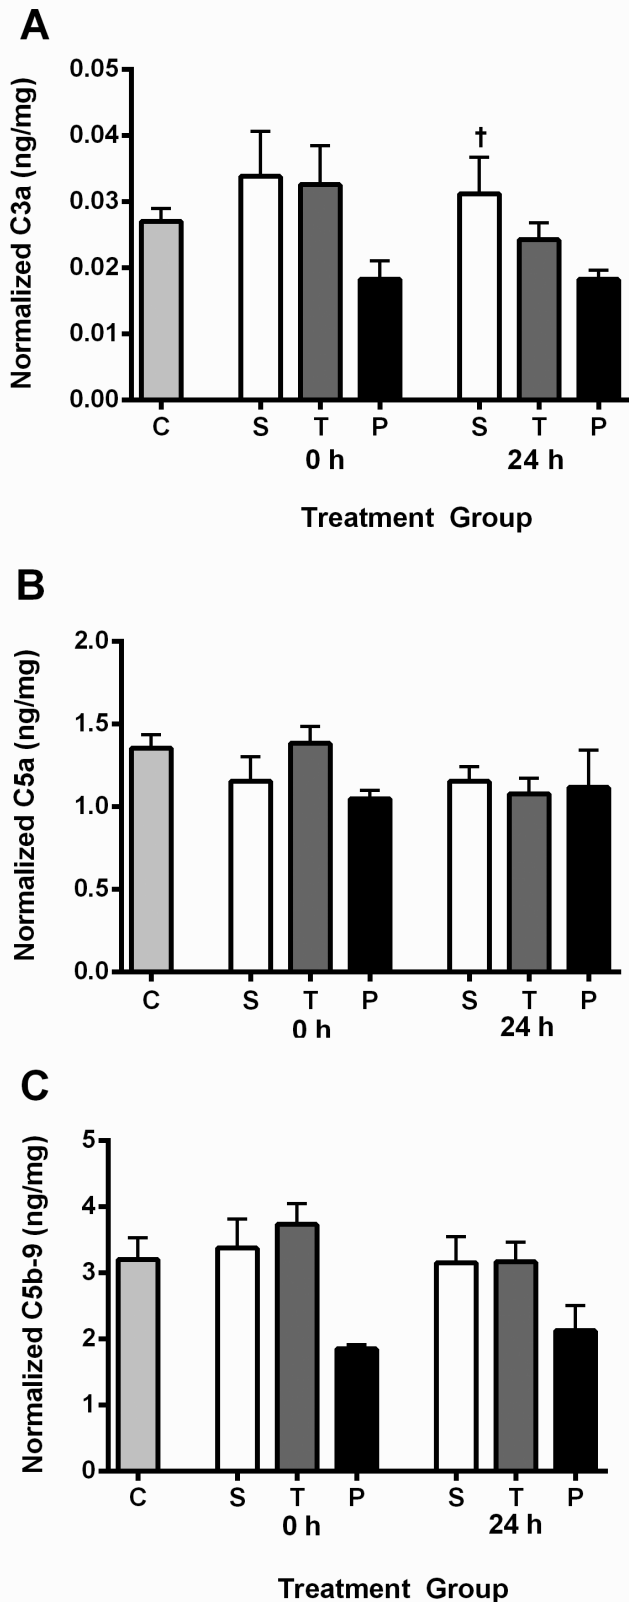 A
Normalized C3a (ng/mg)
0.05
0.04
0.03
0.02
0.01
0.00
†
C S T P S T P
0 h 24 h
Treatment Group
B
Normalized C5a (ng/mg)
2.0
1.5
1.0
0.5
0.0
C S T P S T P
0 h 24 h
C
Normalized C5b-9 (ng/mg)
5
4
3
2
1
0
C S T P S T P
0 h 24 h
Treatment Group